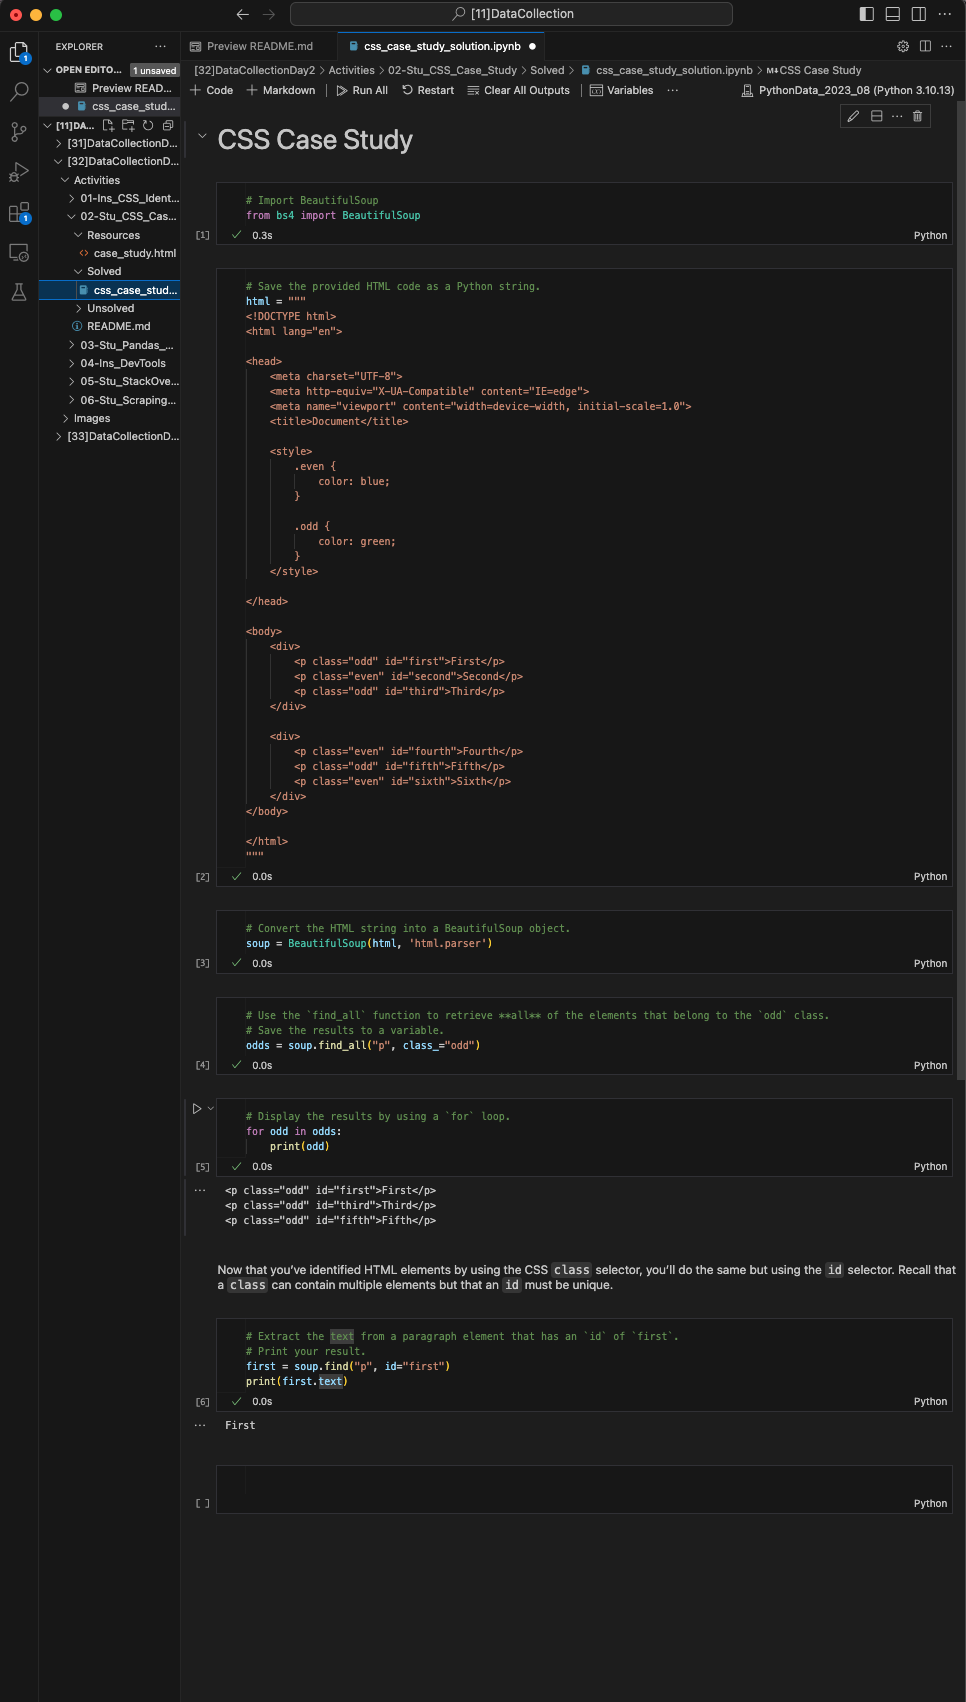 [11]DataCollection
EXPLORER
Preview README.md
css_case_study_solution.ipynb
OPEN EDITO... 1 unsaved
Preview READ...
css_case_stud...
[11]DA...
[31]DataCollectionD...
[32]DataCollectionD...
Activities
01-Ins_CSS_Ident...
02-Stu_CSS_Cas...
Resources
case_study.html
Solved
css_case_stud...
Unsolved
README.md
03-Stu_Pandas_...
04-Ins_DevTools
05-Stu_StackOve...
06-Stu_Scraping...
Images
[33]DataCollectionD...
1
1
[32]DataCollectionDay2 > Activities > 02-Stu_CSS_Case_Study > Solved > css_case_study_solution.ipynb > M↓CSS Case Study
+ Code + Markdown | Run All Restart Clear All Outputs | Variables ... PythonData_2023_08 (Python 3.10.13)
CSS Case Study
# Import BeautifulSoup
from bs4 import BeautifulSoup
[1] ✓ 0.3s Python
# Save the provided HTML code as a Python string.
html = """
<!DOCTYPE html>
<html lang="en">
<head>
<meta charset="UTF-8">
<meta http-equiv="X-UA-Compatible" content="IE=edge">
<meta name="viewport" content="width=device-width, initial-scale=1.0">
<title>Document</title>
<style>
.even {
color: blue;
}
.odd {
color: green;
}
</style>
</head>
<body>
<div>
<p class="odd" id="first">First</p>
<p class="even" id="second">Second</p>
<p class="odd" id="third">Third</p>
</div>
<div>
<p class="even" id="fourth">Fourth</p>
<p class="odd" id="fifth">Fifth</p>
<p class="even" id="sixth">Sixth</p>
</div>
</body>
</html>
"""
[2] ✓ 0.0s Python
# Convert the HTML string into a BeautifulSoup object.
soup = BeautifulSoup(html, 'html.parser')
[3] ✓ 0.0s Python
# Use the `find_all` function to retrieve **all** of the elements that belong to the `odd` class.
# Save the results to a variable.
odds = soup.find_all("p", class_="odd")
[4] ✓ 0.0s Python
# Display the results by using a `for` loop.
for odd in odds:
print(odd)
[5] ✓ 0.0s Python
... <p class="odd" id="first">First</p>
<p class="odd" id="third">Third</p>
<p class="odd" id="fifth">Fifth</p>
Now that you've identified HTML elements by using the CSS class selector, you'll do the same but using the id selector. Recall that
a class can contain multiple elements but that an id must be unique.
# Extract the text from a paragraph element that has an `id` of `first`.
# Print your result.
first = soup.find("p", id="first")
print(first.text)
[6] ✓ 0.0s Python
... First
[ ] Python